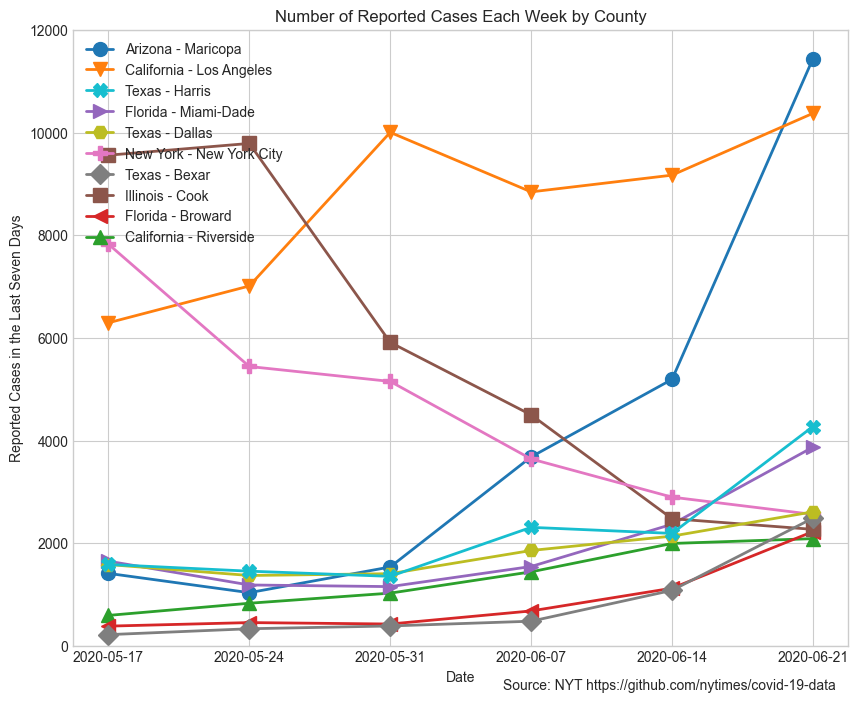 Number of Reported Cases Each Week by County
12000
10000
8000
6000
4000
2000
0
Reported Cases in the Last Seven Days
Arizona - Maricopa
California - Los Angeles
Texas - Harris
Florida - Miami-Dade
Texas - Dallas
New York - New York City
Texas - Bexar
Illinois - Cook
Florida - Broward
California - Riverside
2020-05-17 2020-05-24 2020-05-31 2020-06-07 2020-06-14 2020-06-21
Date
Source: NYT https://github.com/nytimes/covid-19-data